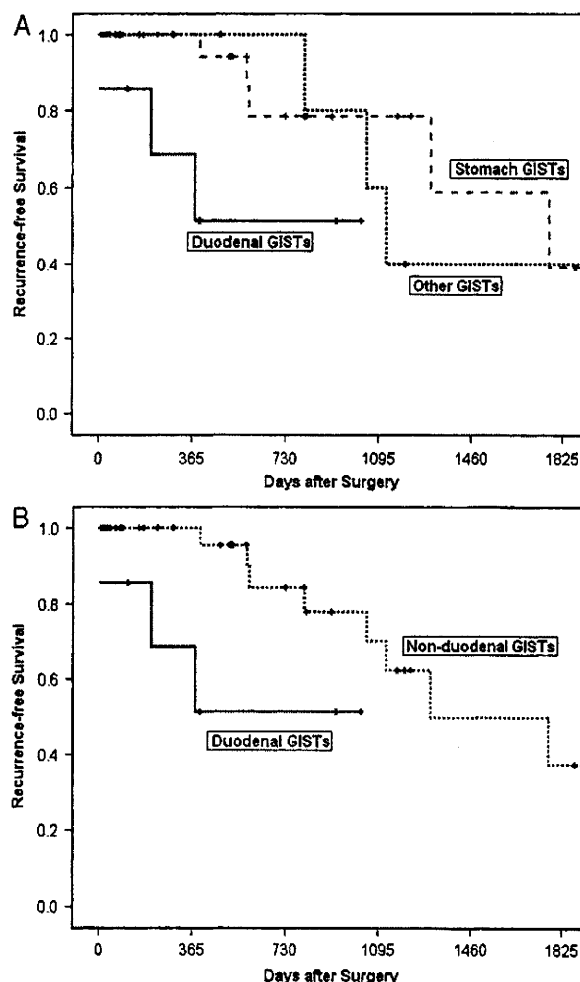 A
1.0
0.8
0.6
0.4
0.2
0.0
Recurrence-free Survival
Stomach GISTs
Duodenal GISTs
Other GISTs
0 365 730 1095 1460 1825
Days after Surgery
B
1.0
0.8
0.6
0.4
0.2
0.0
Recurrence-free Survival
Non-duodenal GISTs
Duodenal GISTs
0 365 730 1095 1460 1825
Days after Surgery